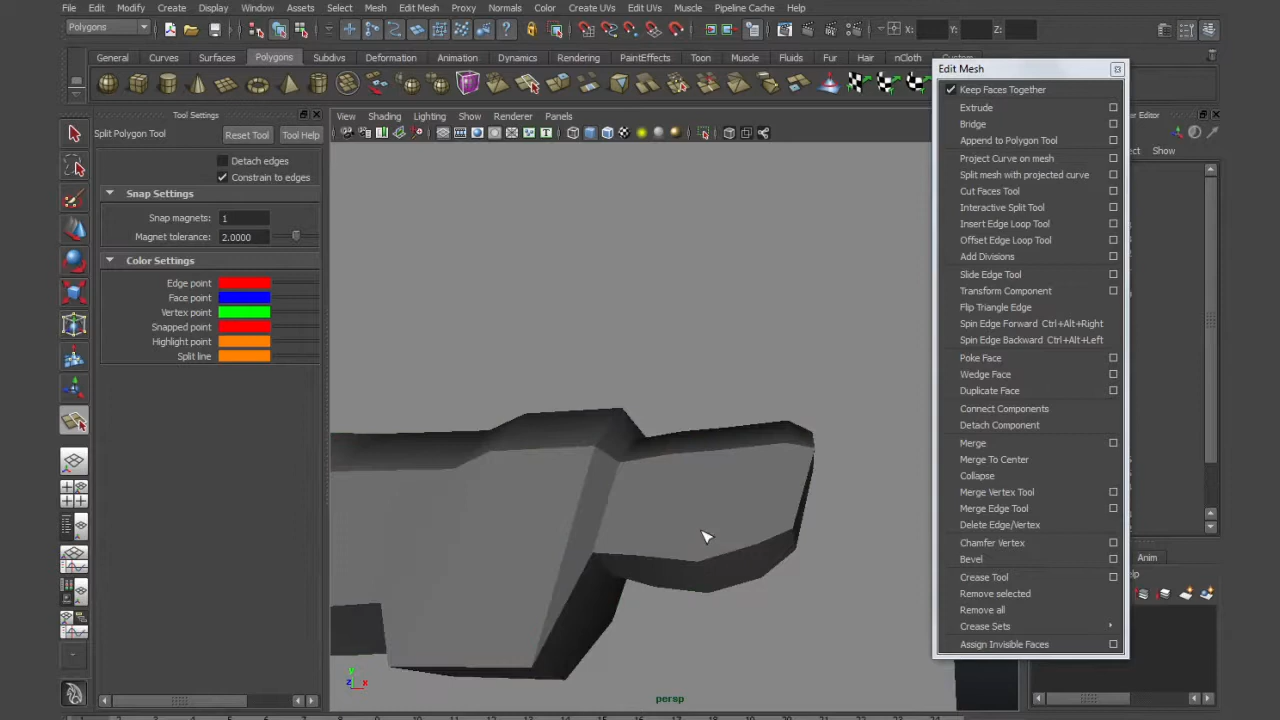 File Edit Modify Create Display Window Assets Select Mesh Edit Mesh Proxy Normals Color Create UVs Edit UVs Muscle Pipeline Cache Help
Polygons X: Y: Z:
General Curves Surfaces Polygons Subdivs Deformation Animation Dynamics Rendering PaintEffects Toon Muscle Fluids Fur Hair nCloth Custom
Edit Mesh
Keep Faces Together
Extrude
Bridge
Append to Polygon Tool
Project Curve on mesh
Split mesh with projected curve
Cut Faces Tool
Interactive Split Tool
Insert Edge Loop Tool
Offset Edge Loop Tool
Add Divisions
Slide Edge Tool
Transform Component
Flip Triangle Edge
Spin Edge Forward Ctrl+Alt+Right
Spin Edge Backward Ctrl+Alt+Left
Poke Face
Wedge Face
Duplicate Face
Connect Components
Detach Component
Merge
Merge To Center
Collapse
Merge Vertex Tool
Merge Edge Tool
Delete Edge/Vertex
Chamfer Vertex
Bevel
Crease Tool
Remove selected
Remove all
Crease Sets
Assign Invisible Faces
Tool Settings
Split Polygon Tool Reset Tool Tool Help
Detach edges
Constrain to edges
Snap Settings
Snap magnets: 1
Magnet tolerance: 2.0000
Color Settings
Edge point
Face point
Vertex point
Snapped point
Highlight point
Split line
View Shading Lighting Show Renderer Panels
Editor
Show
Anim
y
z x
persp